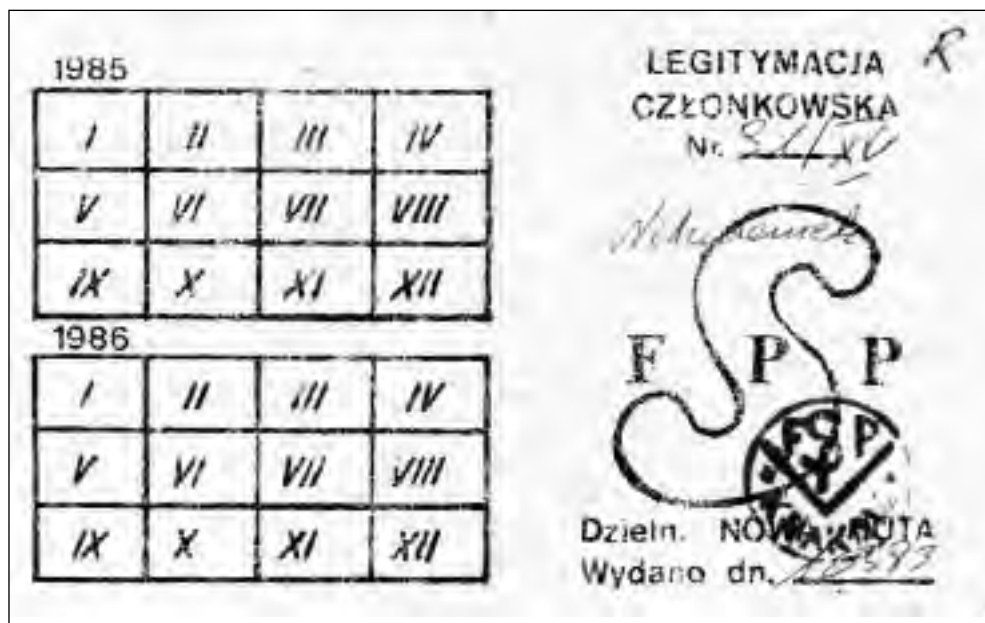 1985
I II III IV
V VI VII VIII
IX X XI XII
1986
I II III IV
V VI VII VIII
IX X XI XII
LEGITYMACJA
CZŁONKOWSKA
Nr.
F P P
Dzieln. NOWA HUTA
Wydano dn.